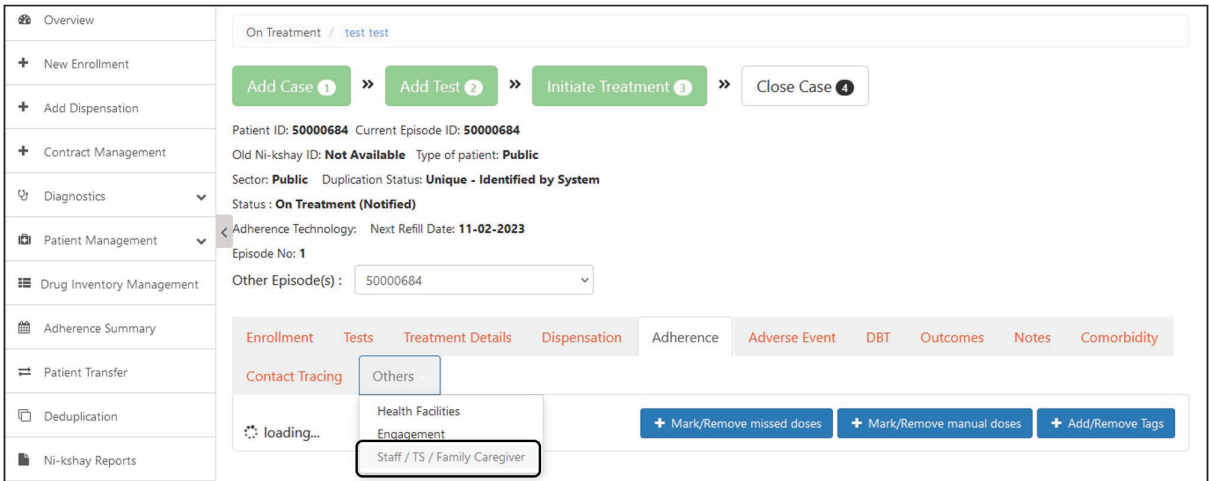 Overview
New Enrollment
Add Dispensation
Contract Management
Diagnostics
Patient Management
Drug Inventory Management
Adherence Summary
Patient Transfer
Deduplication
Ni-kshay Reports
On Treatment / test test
Add Case 1 » Add Test 2 » Initiate Treatment 3 » Close Case 4
Patient ID: 50000684 Current Episode ID: 50000684
Old Ni-kshay ID: Not Available Type of patient: Public
Sector: Public Duplication Status: Unique - Identified by System
Status : On Treatment (Notified)
Adherence Technology: Next Refill Date: 11-02-2023
Episode No: 1
Other Episode(s) : 50000684
Enrollment Tests Treatment Details Dispensation Adherence Adverse Event DBT Outcomes Notes Comorbidity
Contact Tracing Others
Health Facilities
Engagement
Staff / TS / Family Caregiver
loading...
+ Mark/Remove missed doses + Mark/Remove manual doses + Add/Remove Tags